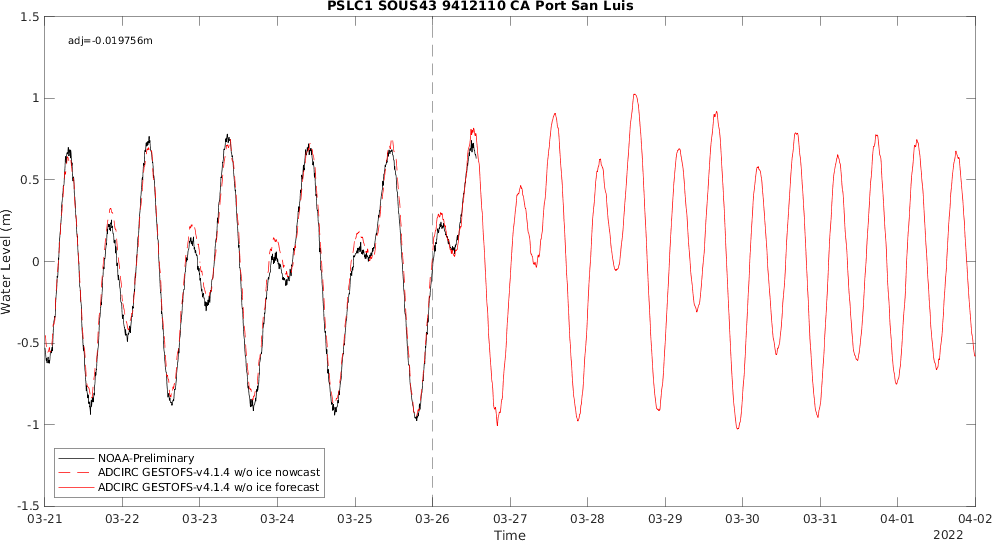 PSLC1 SOUS43 9412110 CA Port San Luis
adj=-0.019756m
1.5
1
0.5
0
-0.5
-1
-1.5
Water Level (m)
NOAA-Preliminary
ADCIRC GESTOFS-v4.1.4 w/o ice nowcast
ADCIRC GESTOFS-v4.1.4 w/o ice forecast
03-21 03-22 03-23 03-24 03-25 03-26 03-27 03-28 03-29 03-30 03-31 04-01 04-02
Time
2022